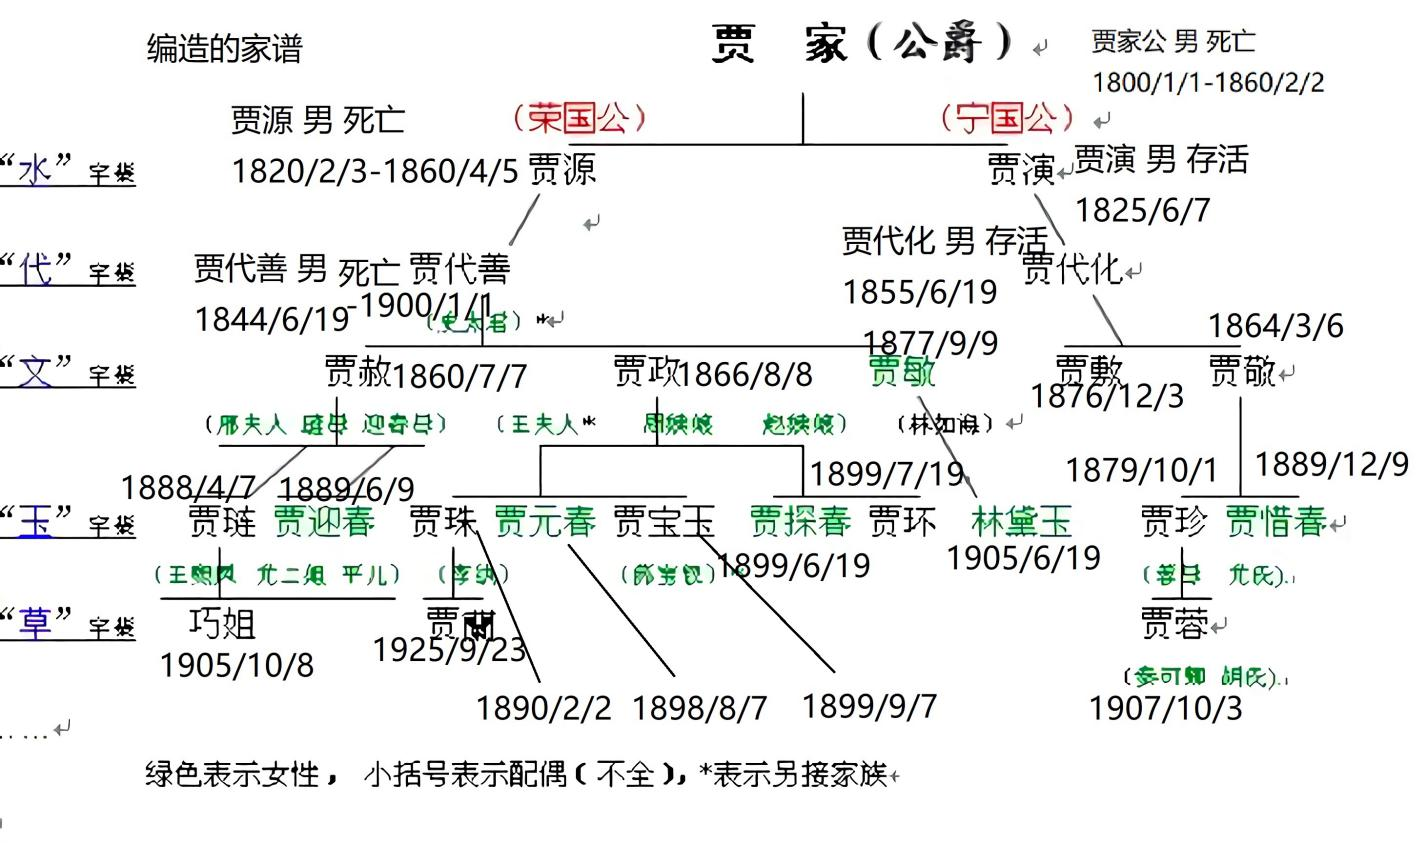 编造的家谱
贾 家(公爵)
贾家公 男 死亡
1800/1/1-1860/2/2
贾源 男 死亡
(荣国公)
(宁国公)
“水”字辈
1820/2/3-1860/4/5
贾源
贾演
贾演 男 存活
1825/6/7
“代”字辈
贾代善 男 死亡
贾代善
贾代化 男 存活
贾代化
1844/6/19
-1900/1/1
1855/6/19
(史太君) *
1877/9/9
1864/3/6
“文”字辈
贾赦
1860/7/7
贾政
1866/8/8
贾敏
贾敷
贾敬
1876/12/3
(邢夫人 迎春母)
(王夫人* 周姨娘 赵姨娘)
(林如海)
1888/4/7
1889/6/9
1899/7/19
1879/10/1
1889/12/9
“玉”字辈
贾琏
贾迎春
贾珠
贾元春
贾宝玉
贾探春
贾环
林黛玉
贾珍
贾惜春
1899/6/19
1905/6/19
(王熙凤 尤二姐 平儿)
(李纨)
(薛宝钗)*
(尤氏)
“草”字辈
巧姐
贾蘭
贾蓉
1905/10/8
1925/9/23
(秦可卿 胡氏)
1890/2/2
1898/8/7
1899/9/7
1907/10/3
……
绿色表示女性, 小括号表示配偶(不全),*表示另接家族